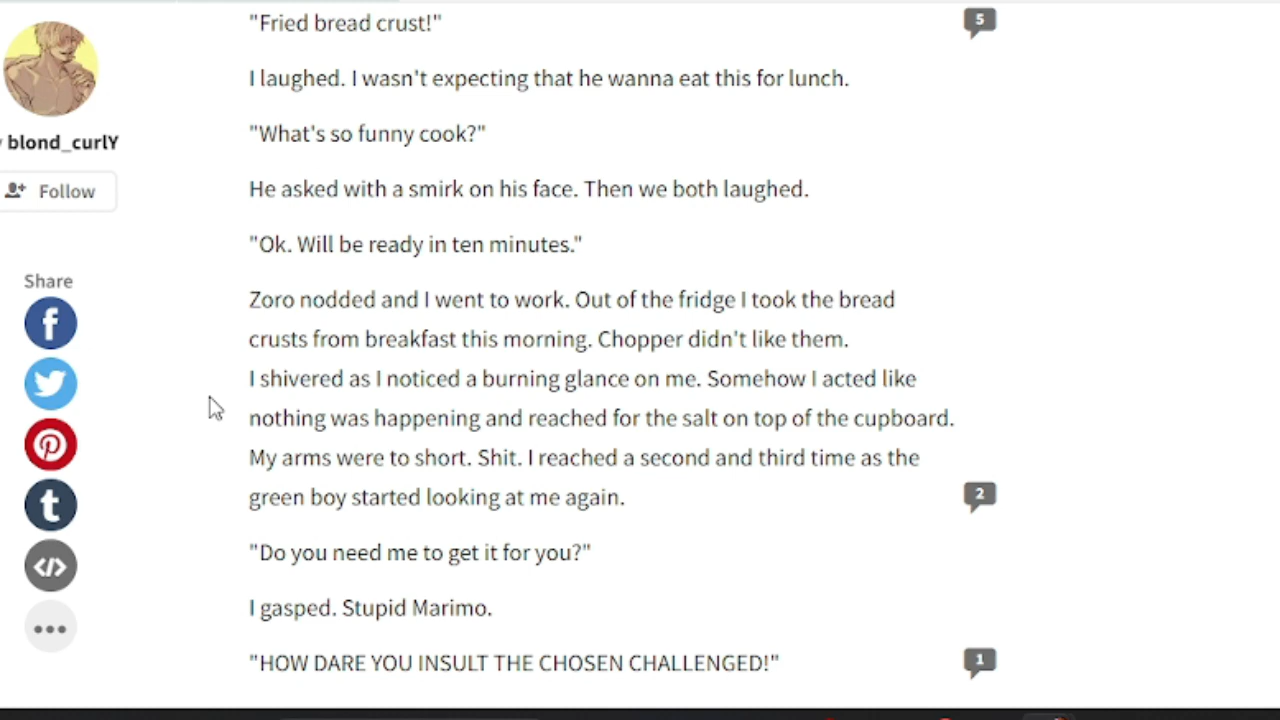 "Fried bread crust!"
5
I laughed. I wasn't expecting that he wanna eat this for lunch.
"What's so funny cook?"
blond_curlY
Follow
He asked with a smirk on his face. Then we both laughed.
"Ok. Will be ready in ten minutes."
Share
Zoro nodded and I went to work. Out of the fridge I took the bread
crusts from breakfast this morning. Chopper didn't like them.
I shivered as I noticed a burning glance on me. Somehow I acted like
nothing was happening and reached for the salt on top of the cupboard.
My arms were to short. Shit. I reached a second and third time as the
green boy started looking at me again.
2
"Do you need me to get it for you?"
I gasped. Stupid Marimo.
"HOW DARE YOU INSULT THE CHOSEN CHALLENGED!"
1